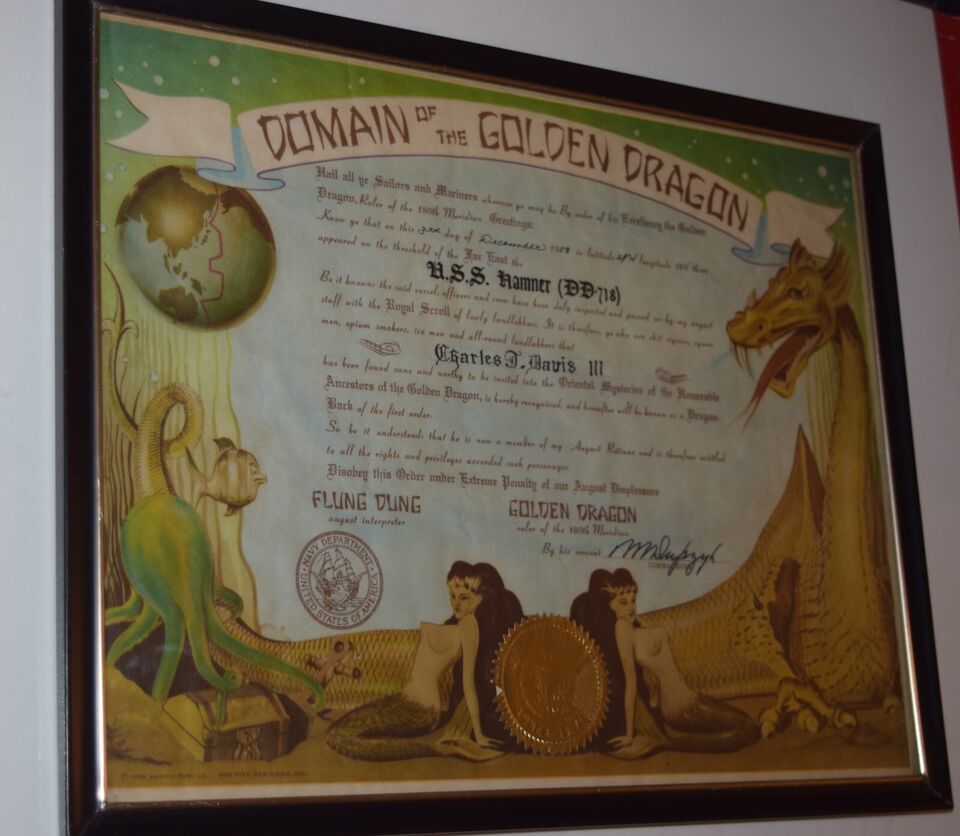 DOMAIN OF THE GOLDEN DRAGON
Hail all ye Sailors and Mariners wherever ye may be By order of his Excellency the Golden
Dragon, Ruler of the 180th Meridian Greetings:
Know ye that on this 3rd day of December in latitude longitude 180° there
appeared on the threshold of the Far East the
U.S.S. Hamner (DD-718)
Be it known: the said vessel, officers and crew have been duly inspected and passed on by my august
staff with the Royal Scroll of lowly landlubbers. It is therefore, ye who are chit signers, squaw
men, opium smokers, ice men and all-round landlubbers that
Charles J. Davis III
has been found sane and worthy to be invited into the Oriental Mysteries of the Honorable
Ancestors of the Golden Dragon, is hereby recognized, and hereafter will be known as a Dragon-
Back of the first order.
So be it understood: that he is now a member of my August Retinue and is therefore entitled
to all the rights and privileges accorded such personages.
Disobey this Order under Extreme Penalty of our August Displeasure
FLUNG DUNG
august interpreter
GOLDEN DRAGON
ruler of the 180th Meridian
By his servant
NAVY DEPARTMENT
UNITED STATES OF AMERICA
SAN DIEGO, CAL.